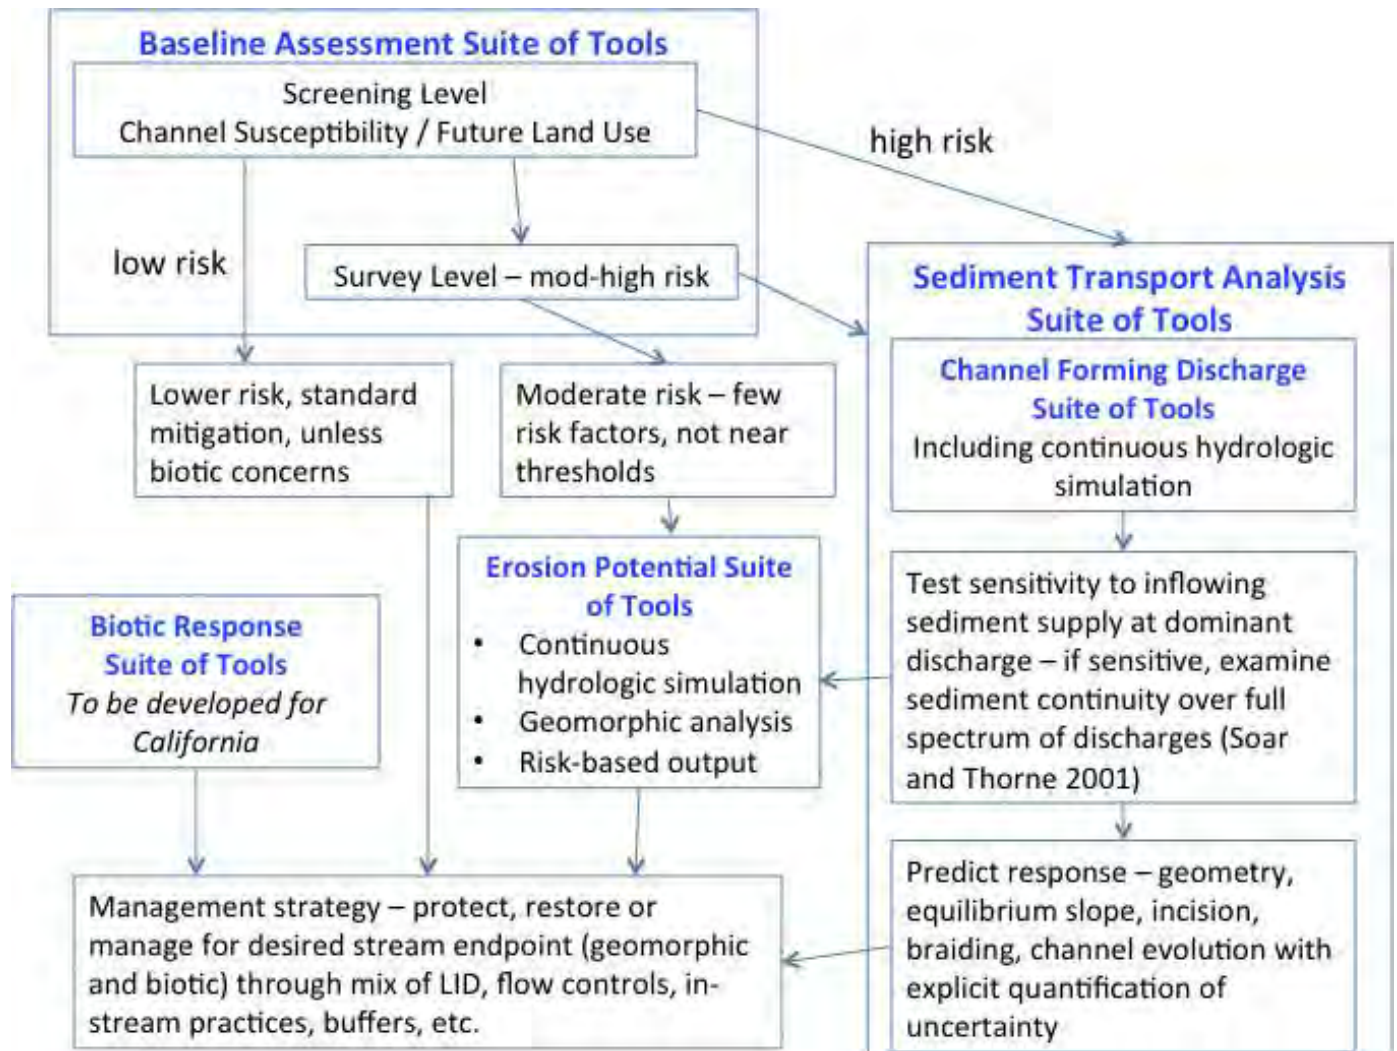 Baseline Assessment Suite of Tools
Screening Level
Channel Susceptibility / Future Land Use
high risk
low risk
Survey Level – mod-high risk
Sediment Transport Analysis
Suite of Tools
Channel Forming Discharge
Suite of Tools
Including continuous hydrologic
simulation
Lower risk, standard
mitigation, unless
biotic concerns
Moderate risk – few
risk factors, not near
thresholds
Erosion Potential Suite
of Tools
• Continuous
hydrologic simulation
• Geomorphic analysis
• Risk-based output
Test sensitivity to inflowing
sediment supply at dominant
discharge – if sensitive, examine
sediment continuity over full
spectrum of discharges (Soar
and Thorne 2001)
Biotic Response
Suite of Tools
To be developed for
California
Management strategy – protect, restore or
manage for desired stream endpoint (geomorphic
and biotic) through mix of LID, flow controls, in-
stream practices, buffers, etc.
Predict response – geometry,
equilibrium slope, incision,
braiding, channel evolution with
explicit quantification of
uncertainty